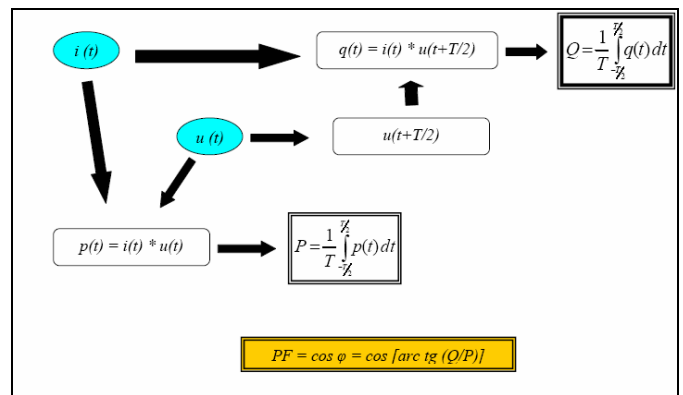 i (t)
q(t) = i(t) * u(t+T/2)
Q = 1/T ∫_{-T/2}^{T/2} q(t) dt
u (t)
u(t+T/2)
p(t) = i(t) * u(t)
P = 1/T ∫_{-T/2}^{T/2} p(t) dt
PF = cos φ = cos [arc tg (Q/P)]